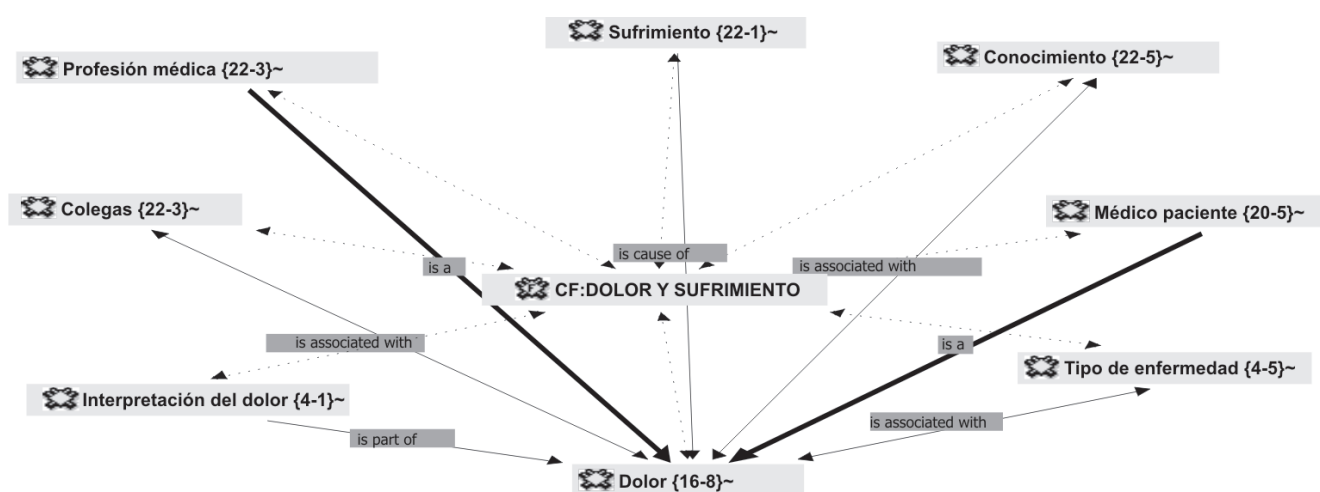 Sufrimiento {22-1}~
Profesión médica {22-3}~
Conocimiento {22-5}~
Colegas {22-3}~
Médico paciente {20-5}~
is cause of
is a
is associated with
CF:DOLOR Y SUFRIMIENTO
is associated with
is a
Tipo de enfermedad {4-5}~
Interpretación del dolor {4-1}~
is associated with
is part of
Dolor {16-8}~